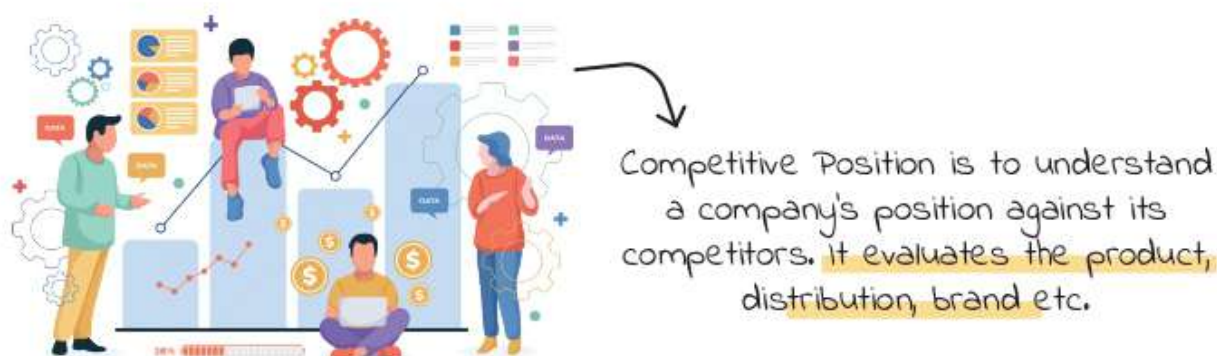 DATA
DATA
DATA
DATA
Competitive Position is to understand
a company's position against its
competitors. It evaluates the product,
distribution, brand etc.